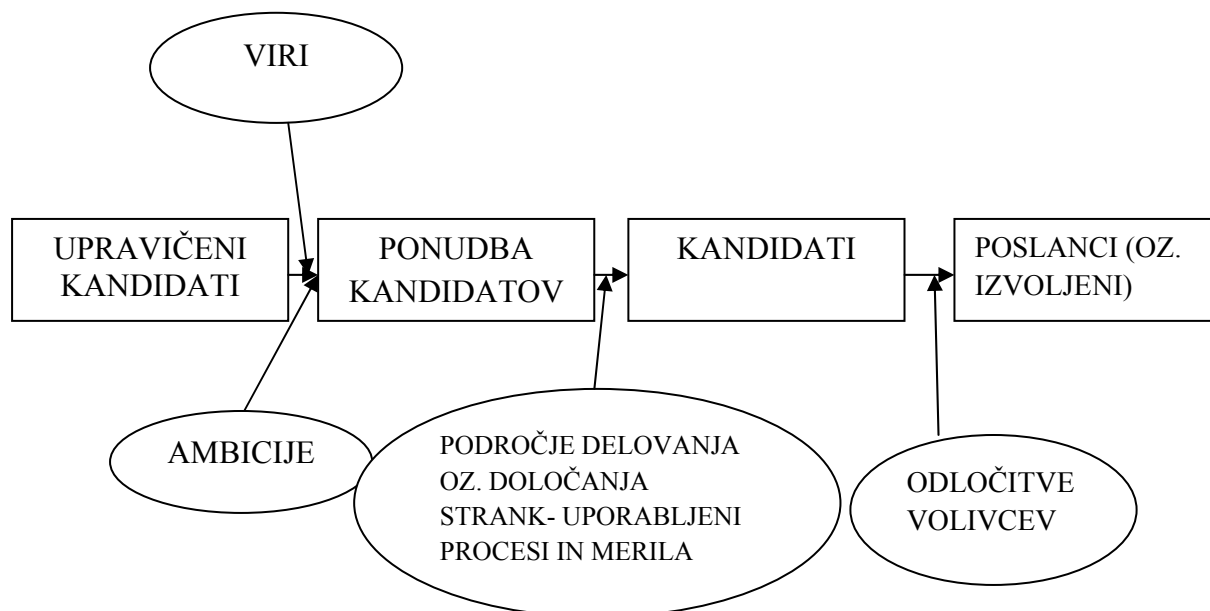 VIRI
UPRAVIČENI
KANDIDATI
PONUDBA
KANDIDATOV
KANDIDATI
POSLANCI (OZ.
IZVOLJENI)
AMBICIJE
PODROČJE DELOVANJA
OZ. DOLOČANJA
STRANK- UPORABLJENI
PROCESI IN MERILA
ODLOČITVE
VOLIVCEV